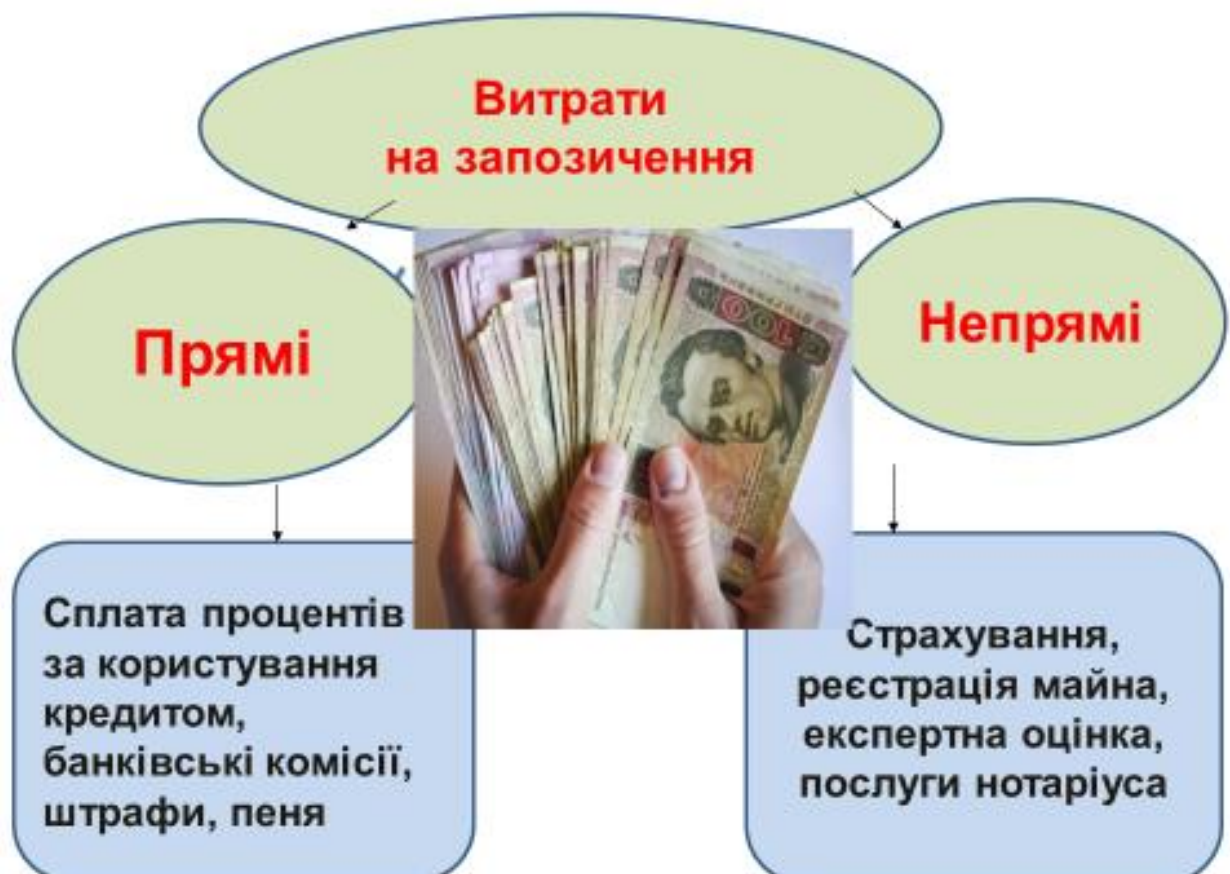 Витрати
на запозичення
Прямі
Непрямі
100
Сплата процентів
за користування
кредитом,
банківські комісії,
штрафи, пеня
Страхування,
реєстрація майна,
експертна оцінка,
послуги нотаріуса